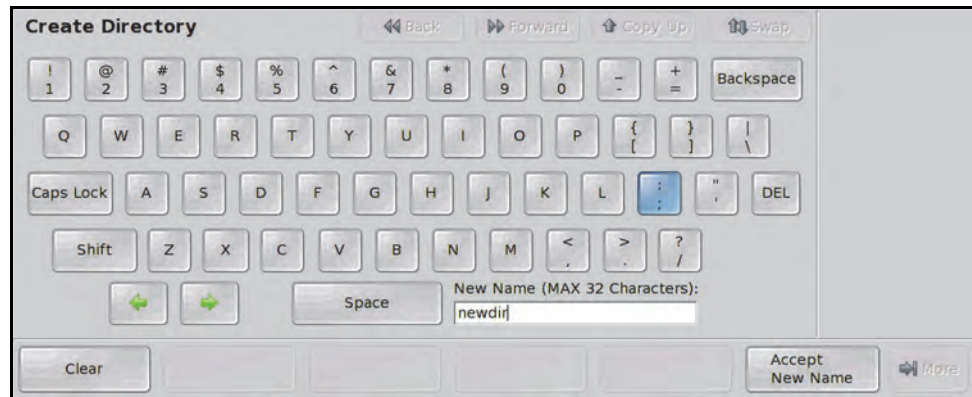 Create Directory Back Forward Copy Up Swap
! @ # $ % ^ & * ( ) _ +
1 2 3 4 5 6 7 8 9 0 - = Backspace
Q W E R T Y U I O P { } |
[ ] \
Caps Lock A S D F G H J K L : " DEL
; '
Shift Z X C V B N M < > ?
, . /
Space New Name (MAX 32 Characters):
newdir
Clear Accept
New Name More